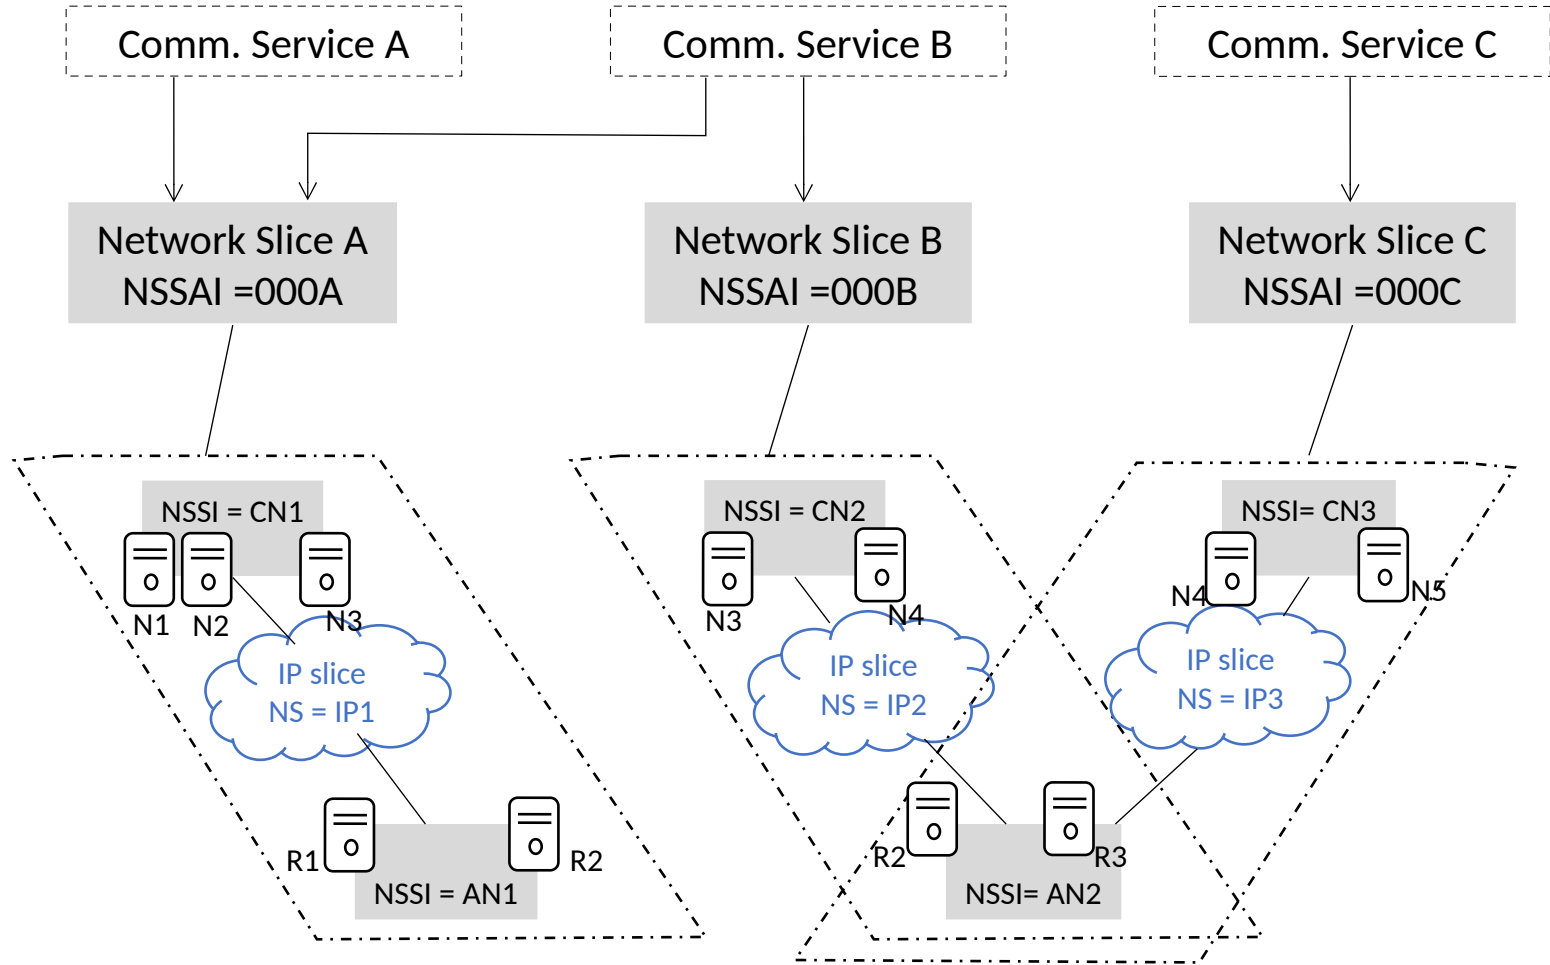 Comm. Service A
Comm. Service B
Comm. Service C
Network Slice A
NSSAI =000A
Network Slice B
NSSAI =000B
Network Slice C
NSSAI =000C
NSSI = CN1
N1
N2
N3
IP slice
NS = IP1
R1
R2
NSSI = AN1
NSSI = CN2
N3
N4
IP slice
NS = IP2
NSSI= CN3
N4
N5
IP slice
NS = IP3
R2
R3
NSSI= AN2